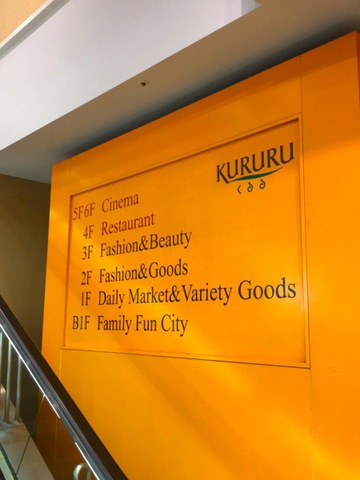 KURURU
くるる
5F6F Cinema
4F Restaurant
3F Fashion&Beauty
2F Fashion&Goods
1F Daily Market&Variety Goods
B1F Family Fun City